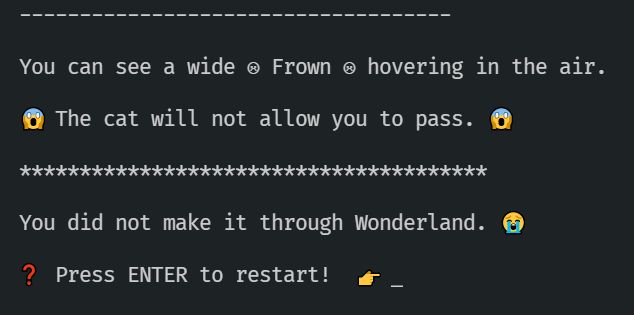 ------------------------------------
You can see a wide ☹ Frown ☹ hovering in the air.
😱 The cat will not allow you to pass. 😱
***************************************
You did not make it through Wonderland. 😭
❓ Press ENTER to restart! 👉 _